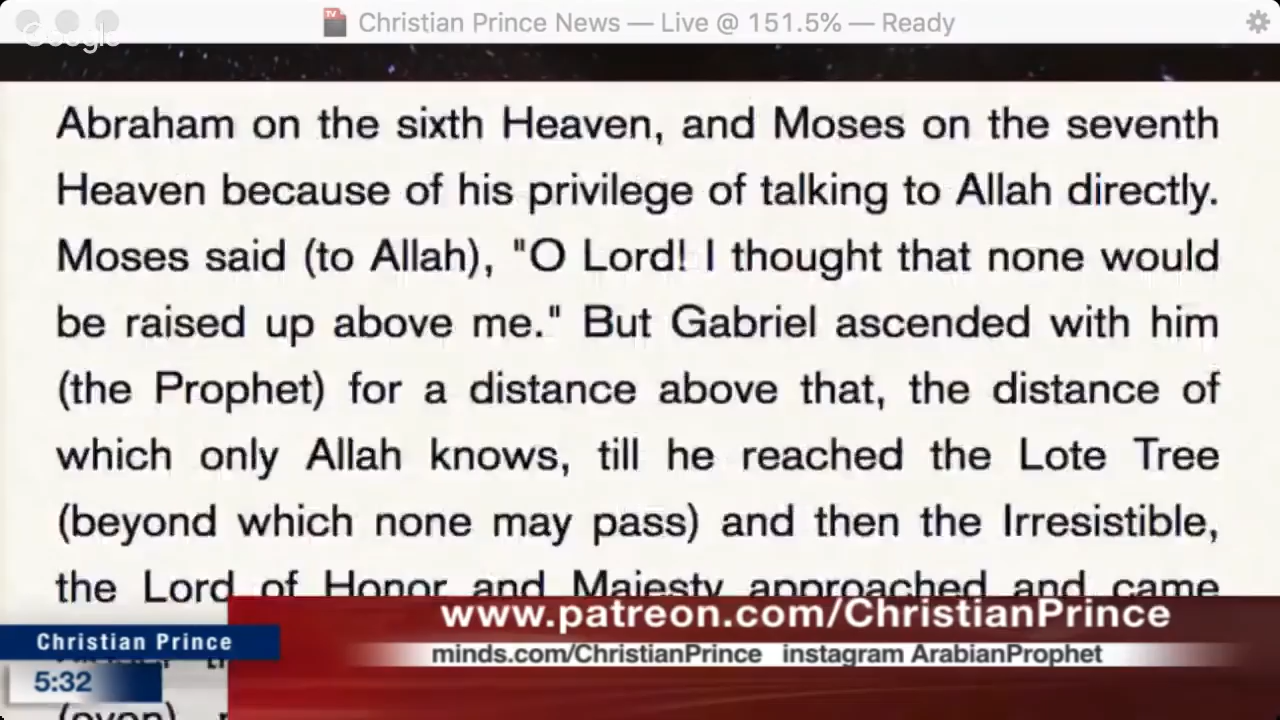 Christian Prince News — Live @ 151.5% — Ready
Google
Abraham on the sixth Heaven, and Moses on the seventh
Heaven because of his privilege of talking to Allah directly.
Moses said (to Allah), "O Lord! I thought that none would
be raised up above me." But Gabriel ascended with him
(the Prophet) for a distance above that, the distance of
which only Allah knows, till he reached the Lote Tree
(beyond which none may pass) and then the Irresistible,
the Lord of Honor and Majesty approached and came
www.patreon.com/ChristianPrince
Christian Prince
minds.com/ChristianPrince instagram ArabianProphet
5:32
(even)